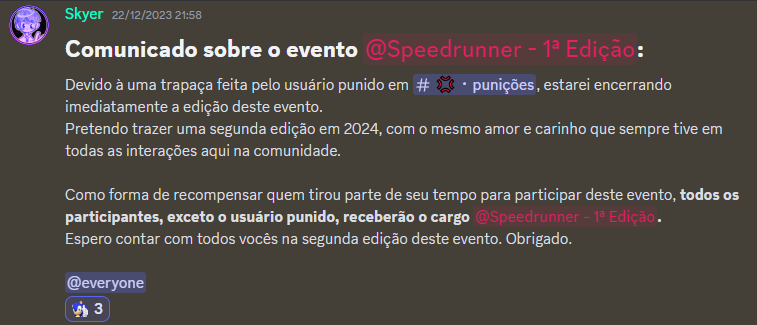 Skyer 22/12/2023 21:58
Comunicado sobre o evento @Speedrunner - 1ª Edição:
Devido à uma trapaça feita pelo usuário punido em # 💢・punições, estarei encerrando
imediatamente a edição deste evento.
Pretendo trazer uma segunda edição em 2024, com o mesmo amor e carinho que sempre tive em
todas as interações aqui na comunidade.
Como forma de recompensar quem tirou parte de seu tempo para participar deste evento, todos os
participantes, exceto o usuário punido, receberão o cargo @Speedrunner - 1ª Edição.
Espero contar com todos vocês na segunda edição deste evento. Obrigado.
@everyone
3